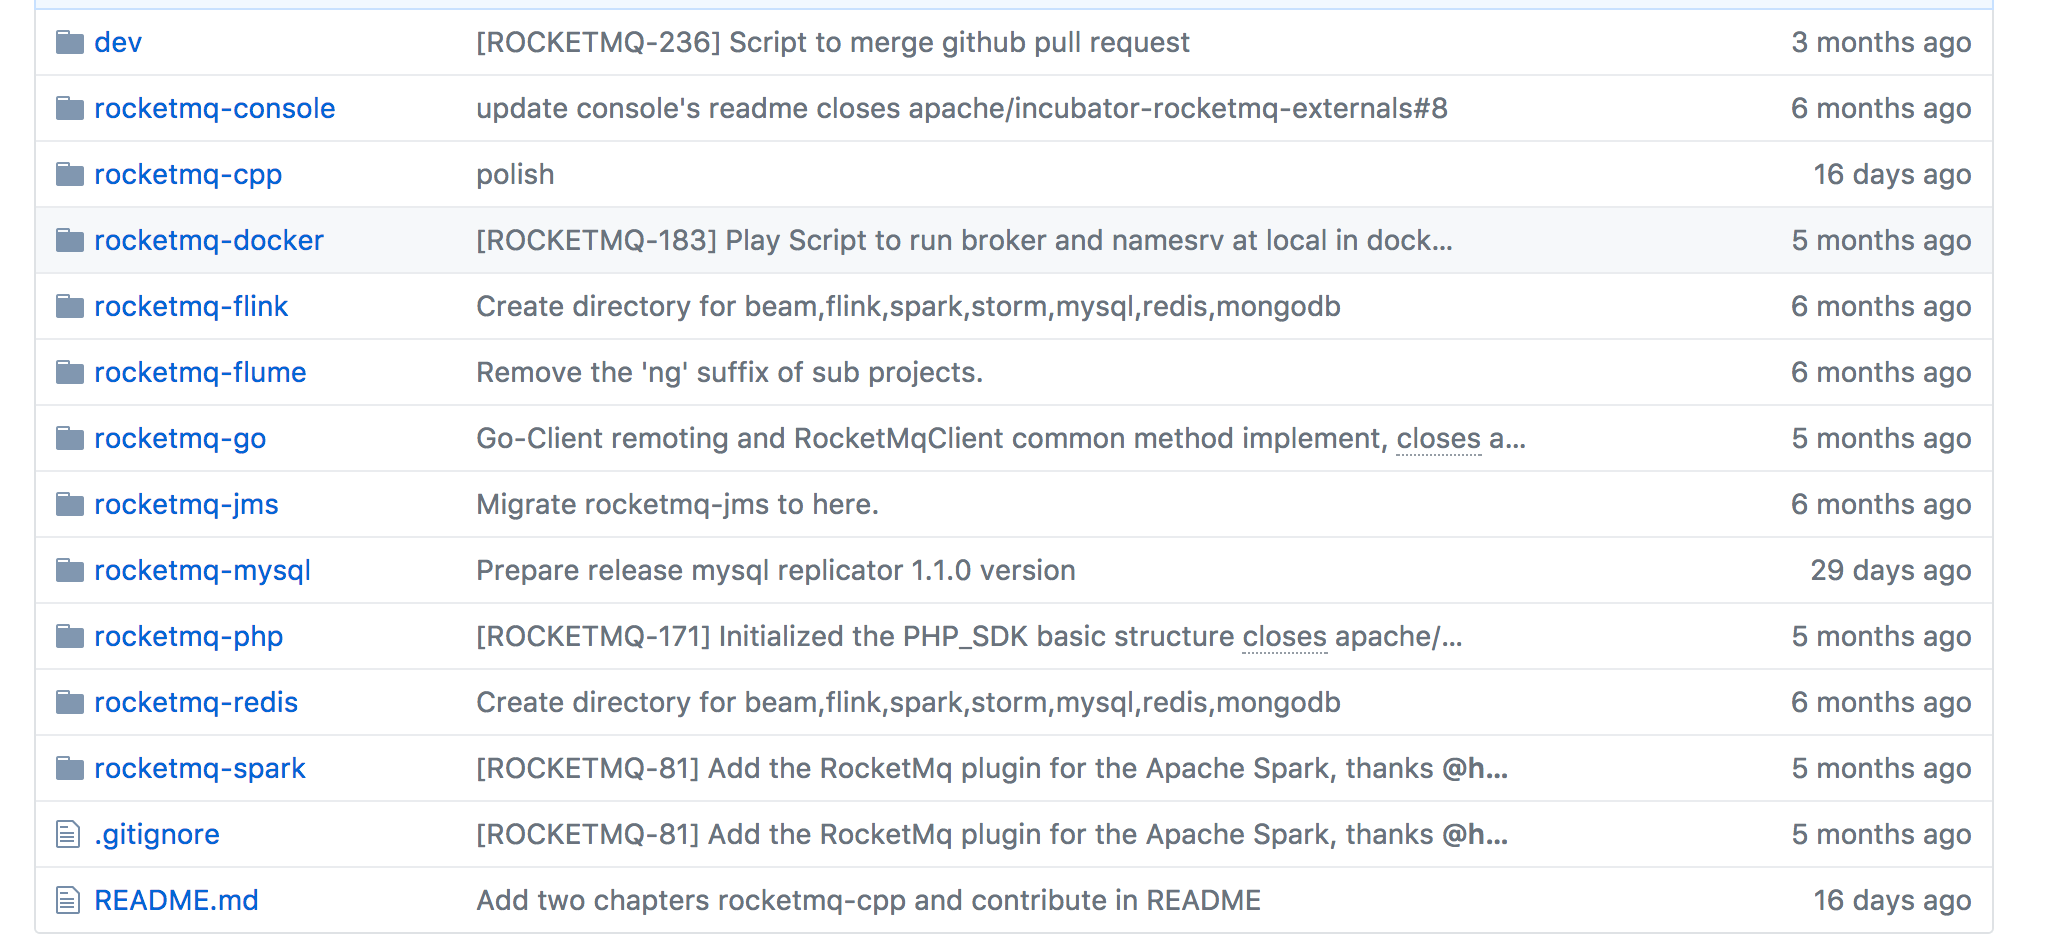 dev [ROCKETMQ-236] Script to merge github pull request 3 months ago
rocketmq-console update console's readme closes apache/incubator-rocketmq-externals#8 6 months ago
rocketmq-cpp polish 16 days ago
rocketmq-docker [ROCKETMQ-183] Play Script to run broker and namesrv at local in dock... 5 months ago
rocketmq-flink Create directory for beam,flink,spark,storm,mysql,redis,mongodb 6 months ago
rocketmq-flume Remove the 'ng' suffix of sub projects. 6 months ago
rocketmq-go Go-Client remoting and RocketMqClient common method implement, closes a... 5 months ago
rocketmq-jms Migrate rocketmq-jms to here. 6 months ago
rocketmq-mysql Prepare release mysql replicator 1.1.0 version 29 days ago
rocketmq-php [ROCKETMQ-171] Initialized the PHP_SDK basic structure closes apache/... 5 months ago
rocketmq-redis Create directory for beam,flink,spark,storm,mysql,redis,mongodb 6 months ago
rocketmq-spark [ROCKETMQ-81] Add the RocketMq plugin for the Apache Spark, thanks @h... 5 months ago
.gitignore [ROCKETMQ-81] Add the RocketMq plugin for the Apache Spark, thanks @h... 5 months ago
README.md Add two chapters rocketmq-cpp and contribute in README 16 days ago